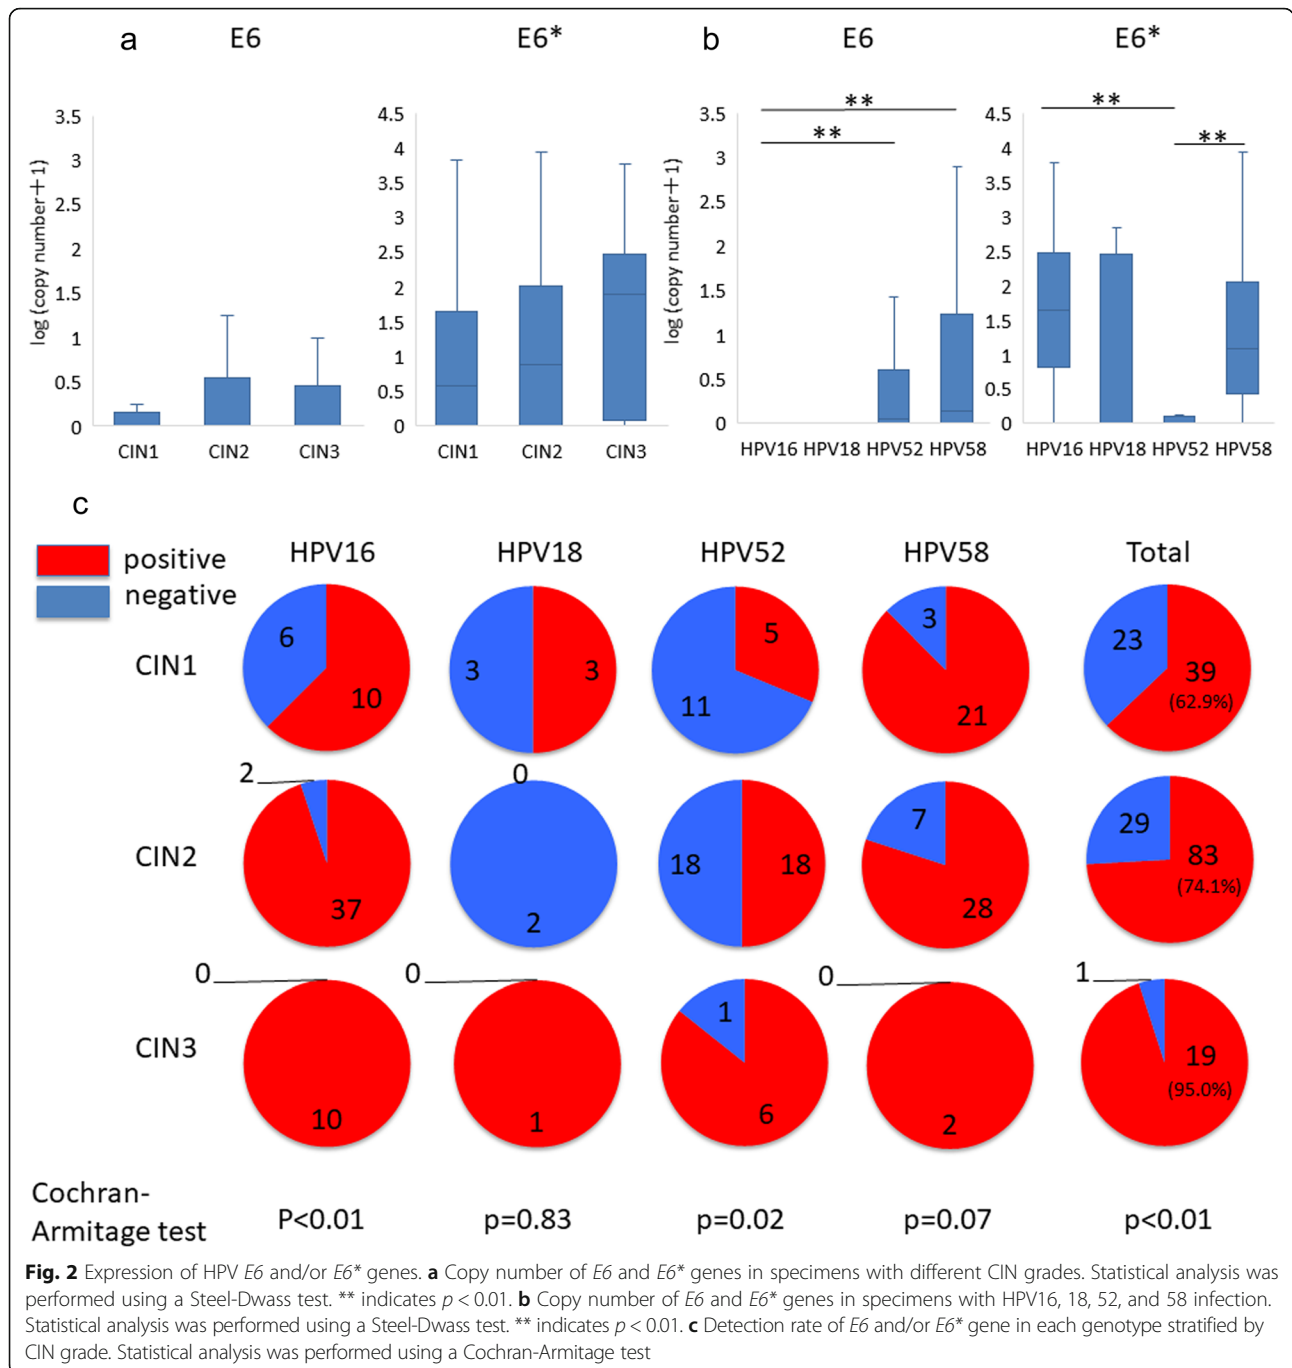 a E6 E6* b E6 E6*
** ** ** **
log (copy number+1)
3.5
3
2.5
2
1.5
1
0.5
0
CIN1 CIN2 CIN3
4.5
4
3.5
3
2.5
2
1.5
1
0.5
0
CIN1 CIN2 CIN3
log (copy number+1)
3.5
3
2.5
2
1.5
1
0.5
0
HPV16 HPV18 HPV52 HPV58
4.5
4
3.5
3
2.5
2
1.5
1
0.5
0
HPV16 HPV18 HPV52 HPV58
c
positive
negative
HPV16 HPV18 HPV52 HPV58 Total
CIN1
6 10 3 3 11 5 3 21 23 39
(62.9%)
CIN2
2 37 0 2 18 18 7 28 29 83
(74.1%)
CIN3
0 10 0 1 1 6 0 2 1 19
(95.0%)
Cochran-
Armitage test P<0.01 p=0.83 p=0.02 p=0.07 p<0.01
Fig. 2 Expression of HPV E6 and/or E6* genes. a Copy number of E6 and E6* genes in specimens with different CIN grades. Statistical analysis was
performed using a Steel-Dwass test. ** indicates p < 0.01. b Copy number of E6 and E6* genes in specimens with HPV16, 18, 52, and 58 infection.
Statistical analysis was performed using a Steel-Dwass test. ** indicates p < 0.01. c Detection rate of E6 and/or E6* gene in each genotype stratified by
CIN grade. Statistical analysis was performed using a Cochran-Armitage test